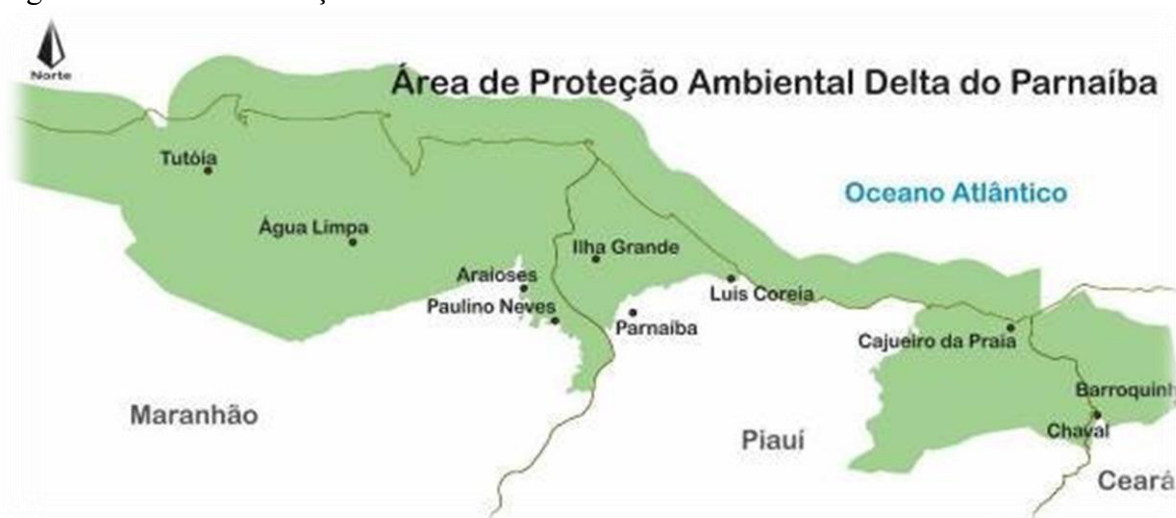 Norte
Área de Proteção Ambiental Delta do Parnaíba
Tutóia
Oceano Atlântico
Água Limpa
Ilha Grande
Araioses
Luis Coreia
Paulino Neves
Parnaíba
Cajueiro da Praia
Barroquinh
Maranhão
Chaval
Piauí
Ceará